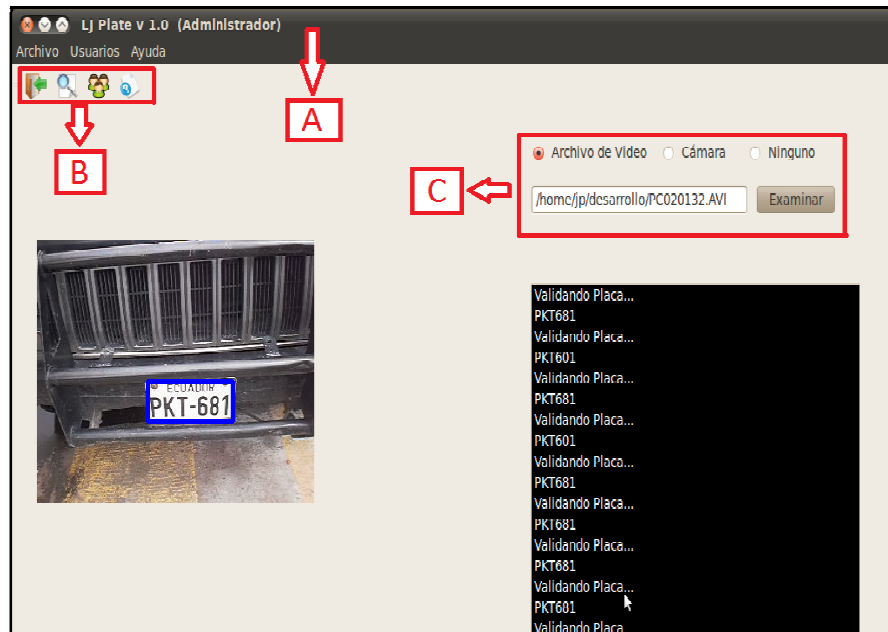 LJ Plate v 1.0 (Administrador)
Archivo Usuarios Ayuda
A
B
Archivo de Video Cámara Ninguno
C
/home/jp/desarrollo/PC020132.AVI Examinar
ECUADOR
PKT-681
Validando Placa...
PKT681
Validando Placa...
PKT601
Validando Placa...
PKT681
Validando Placa...
PKT601
Validando Placa...
PKT681
Validando Placa...
PKT681
Validando Placa...
PKT681
Validando Placa...
PKT681
Validando Placa